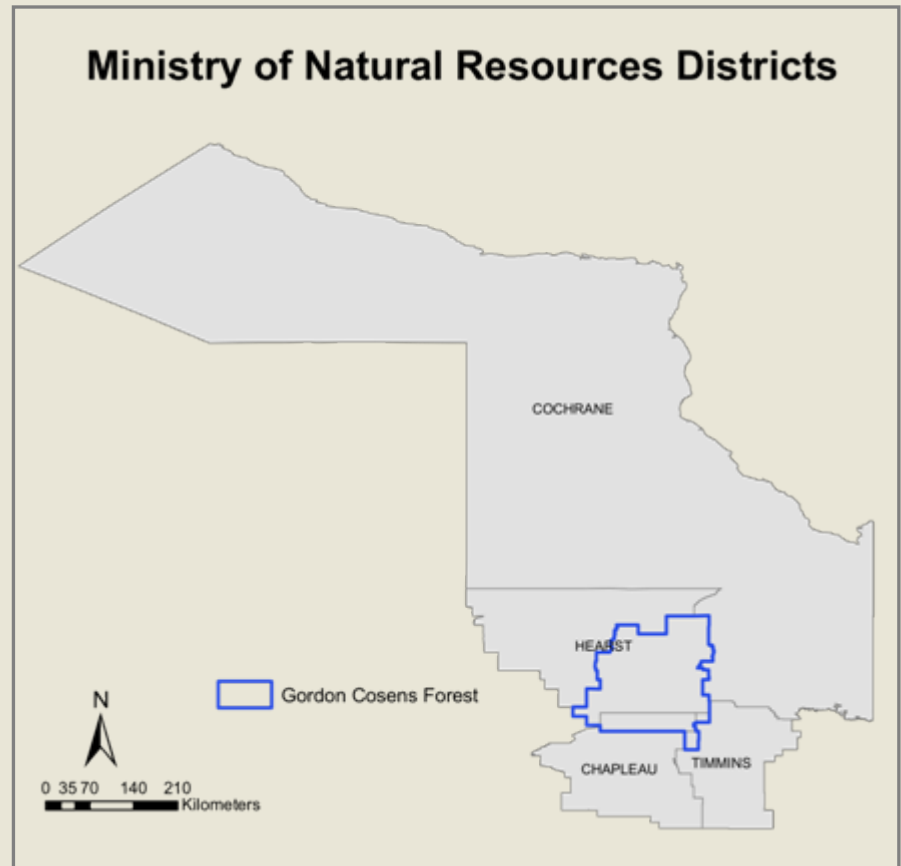 Ministry of Natural Resources Districts
COCHRANE
HEARST
Gordon Cosens Forest
N
CHAPLEAU
TIMMINS
0 35 70 140 210
Kilometers